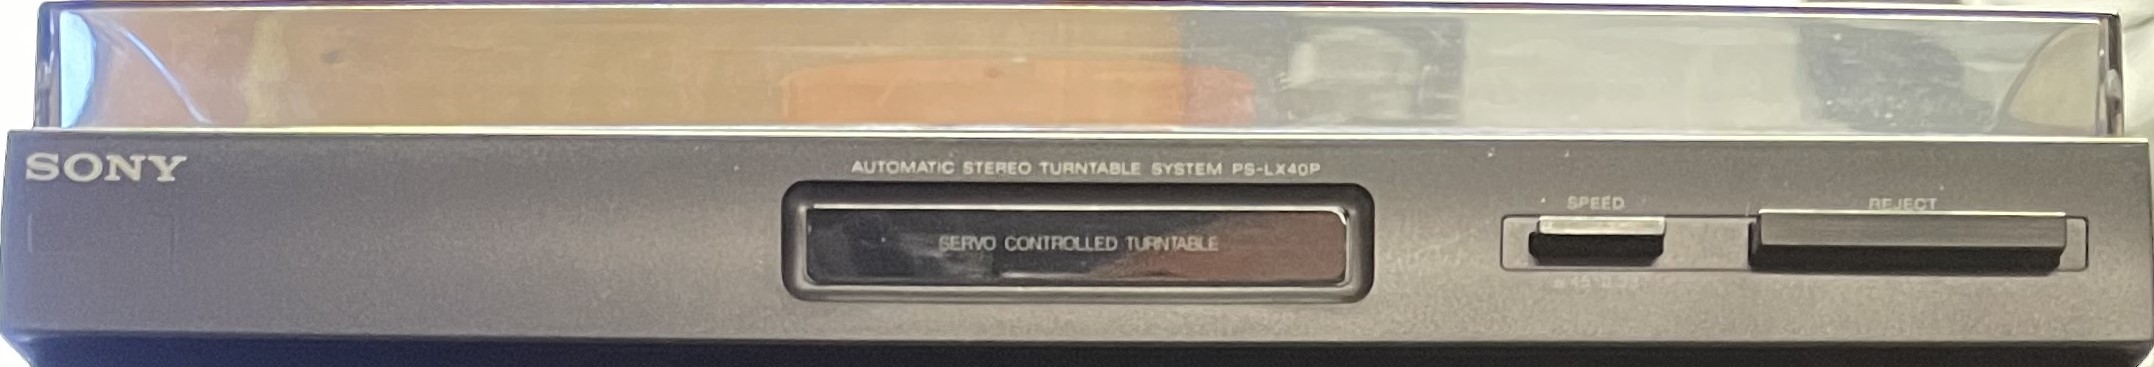 SONY
AUTOMATIC STEREO TURNTABLE SYSTEM PS-LX40P
SERVO CONTROLLED TURNTABLE
SPEED
REJECT